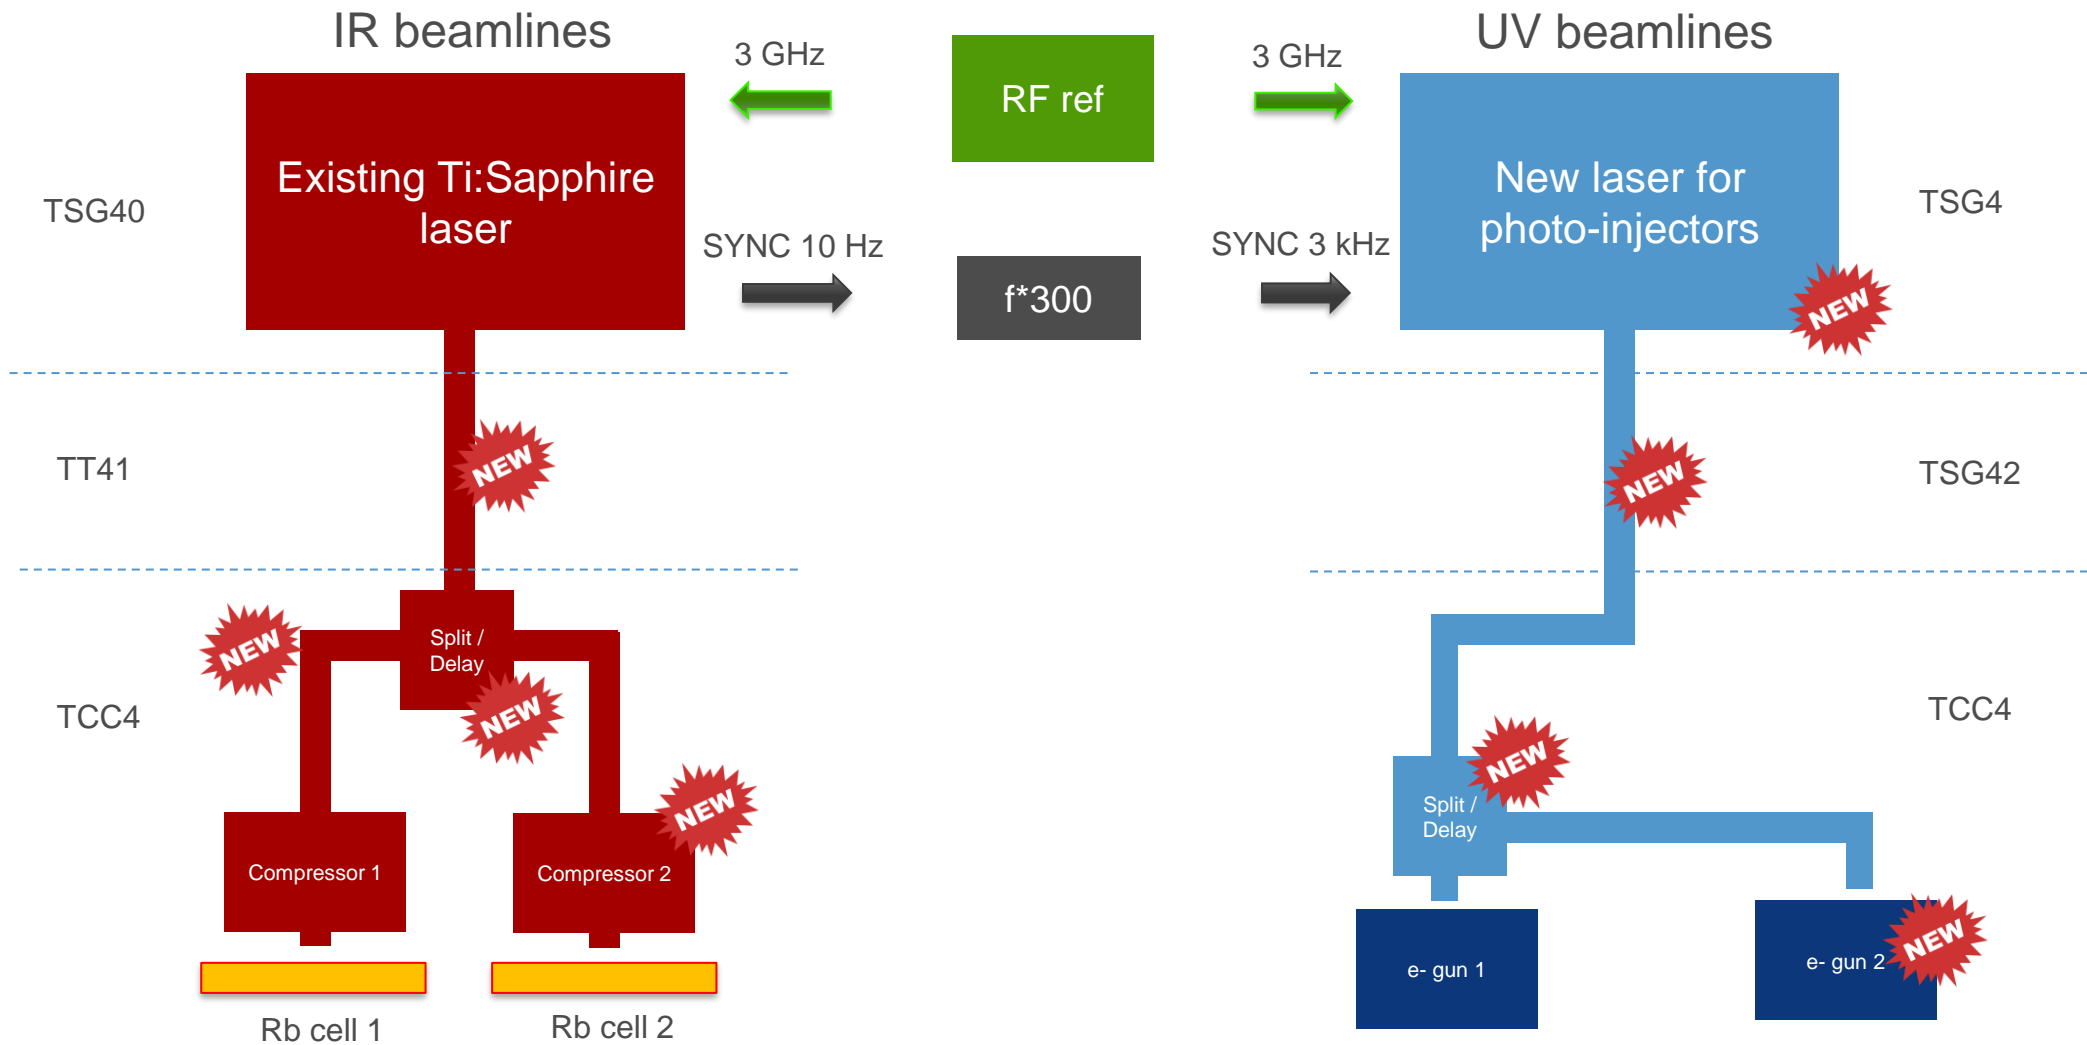 IR beamlines
UV beamlines
3 GHz
RF ref
3 GHz
Existing Ti:Sapphire
laser
New laser for
photo-injectors
TSG40
TSG4
SYNC 10 Hz
f*300
SYNC 3 kHz
NEW
TT41
NEW
NEW
TSG42
NEW
Split /
Delay
NEW
TCC4
TCC4
NEW
NEW
Split /
Delay
Compressor 1
Compressor 2
NEW
e- gun 1
e- gun 2
Rb cell 1
Rb cell 2